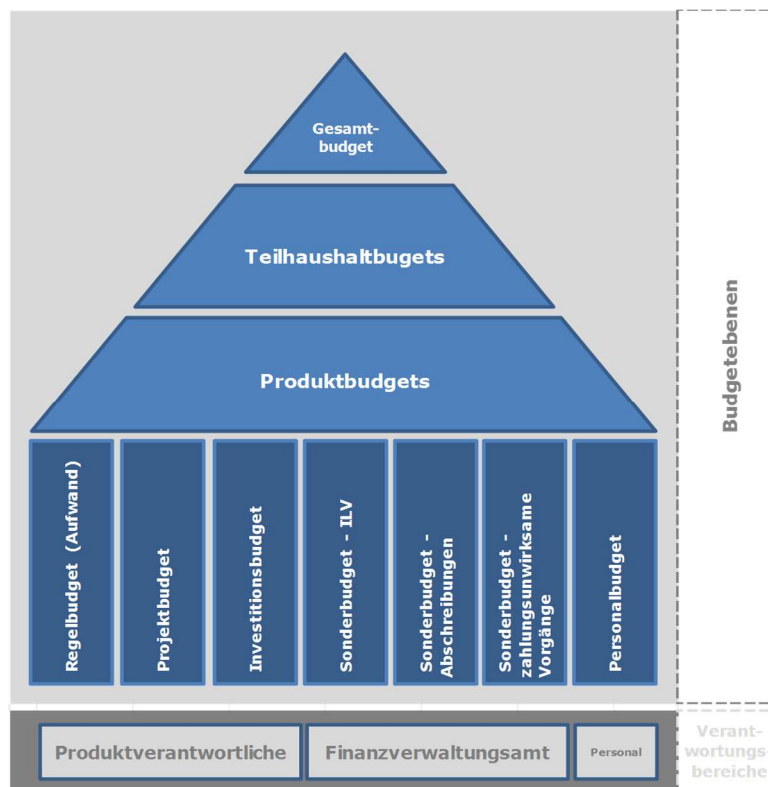 Gesamt-
budget
Teilhaushaltbugets
Produktbudgets
Regelbudget (Aufwand)
Projektbudget
Investitionsbudget
Sonderbudget - ILV
Sonderbudget –
Abschreibungen
Sonderbudget –
zahlungsunwirksame
Vorgänge
Personalbudget
Budgetebenen
Produktverantwortliche
Finanzverwaltungsamt
Personal
Verant-
wortungs-
bereiche